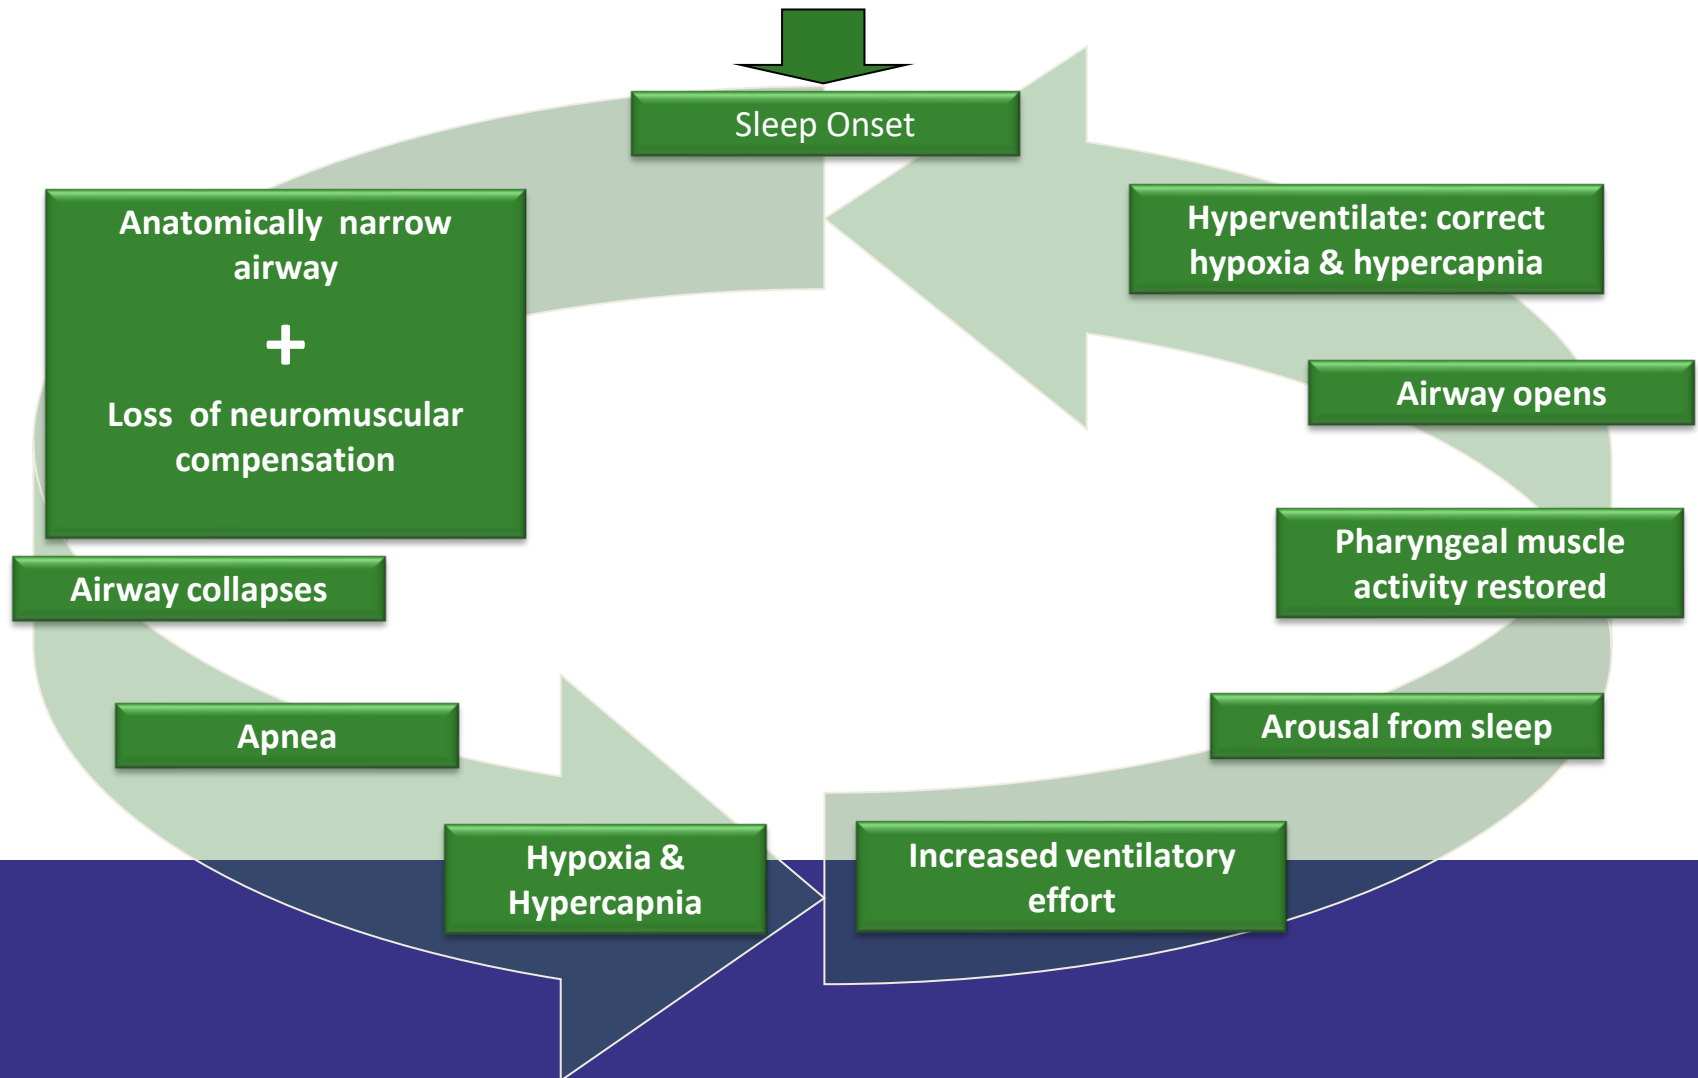 Sleep Onset
Anatomically narrow
airway
+
Loss of neuromuscular
compensation
Airway collapses
Apnea
Hypoxia &
Hypercapnia
Increased ventilatory
effort
Arousal from sleep
Pharyngeal muscle
activity restored
Airway opens
Hyperventilate: correct
hypoxia & hypercapnia